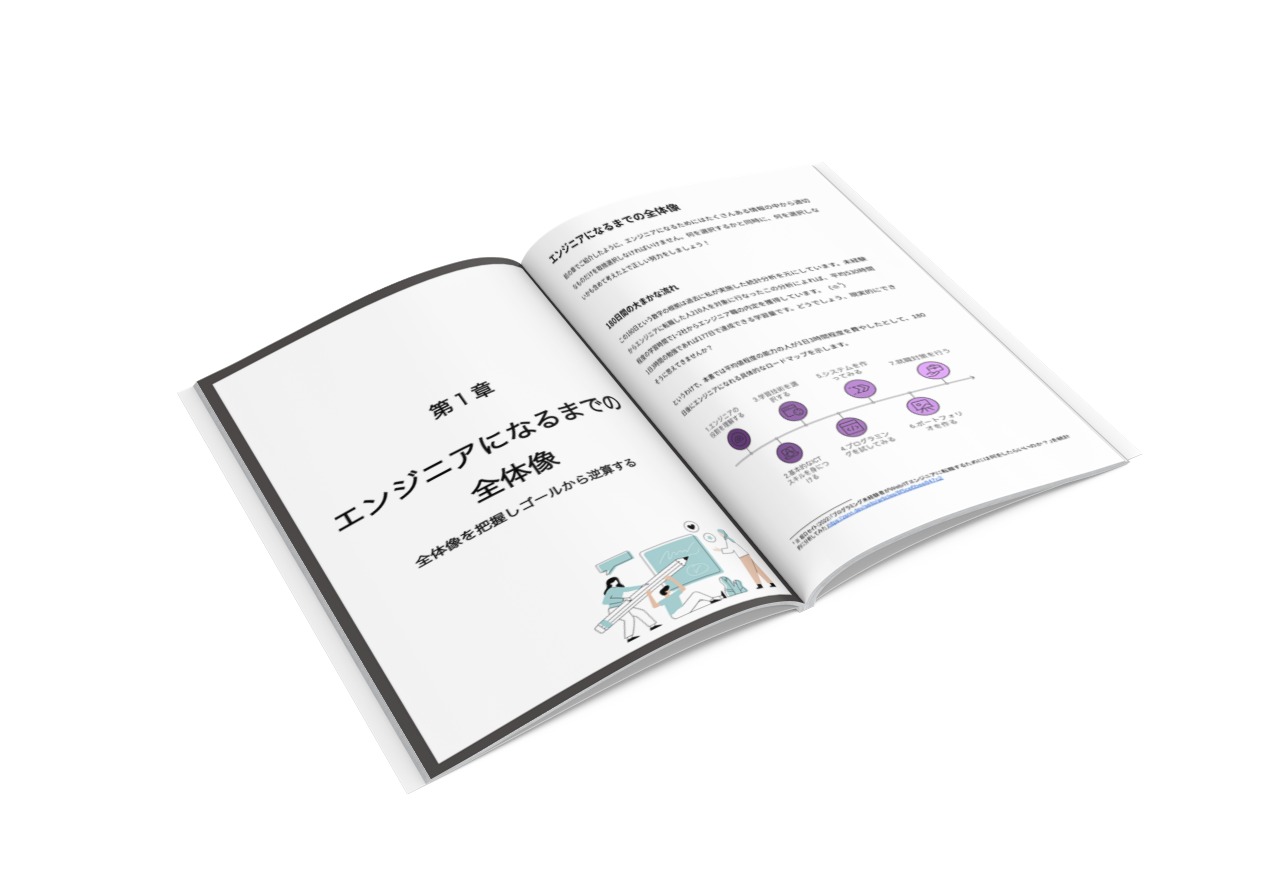 第1章
エンジニアになるまでの
全体像
全体像を把握しゴールから逆算する
エンジニアになるまでの全体像
前の章でご紹介したように、エンジニアになるためにはたくさんある情報の中から適切
なものだけを取捨選択しなければいけません。何を選択するかと同時に、何を選択しな
いかも含めて考えた上で正しい努力をしましょう！
180日間の大まかな流れ
この180日という数字の根拠は過去に私が実施した統計分析を元にしています。未経験
からエンジニアに転職した人210人を対象に行なったこの分析によれば、平均530時間
程度の学習時間で1~2社からエンジニア職の内定を獲得しています。
1日3時間の勉強であれば177日で達成できる学習量です。どうでしょう、現実的にでき
そうに思えてきませんか？
というわけで、本書では平均値程度の能力の人が1日3時間程度を費やしたとして、180
日後にエンジニアになれる具体的なロードマップを示します。
1.エンジニアの
役割を理解する
2.基本的なICT
スキルを身につ
ける
3.学習技術を選
択する
4.プログラミン
グを試してみる
5.システムを作
ってみる
6.ポートフォリ
オを作る
7.就職対策を行う